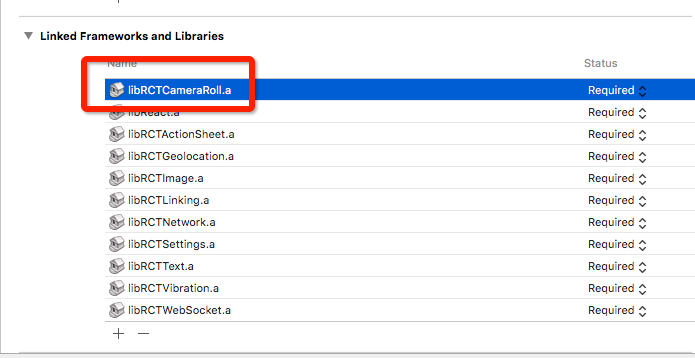 Linked Frameworks and Libraries
Name Status
libRCTCameraRoll.a Required
libReact.a Required
libRCTActionSheet.a Required
libRCTGeolocation.a Required
libRCTImage.a Required
libRCTLinking.a Required
libRCTNetwork.a Required
libRCTSettings.a Required
libRCTText.a Required
libRCTVibration.a Required
libRCTWebSocket.a Required